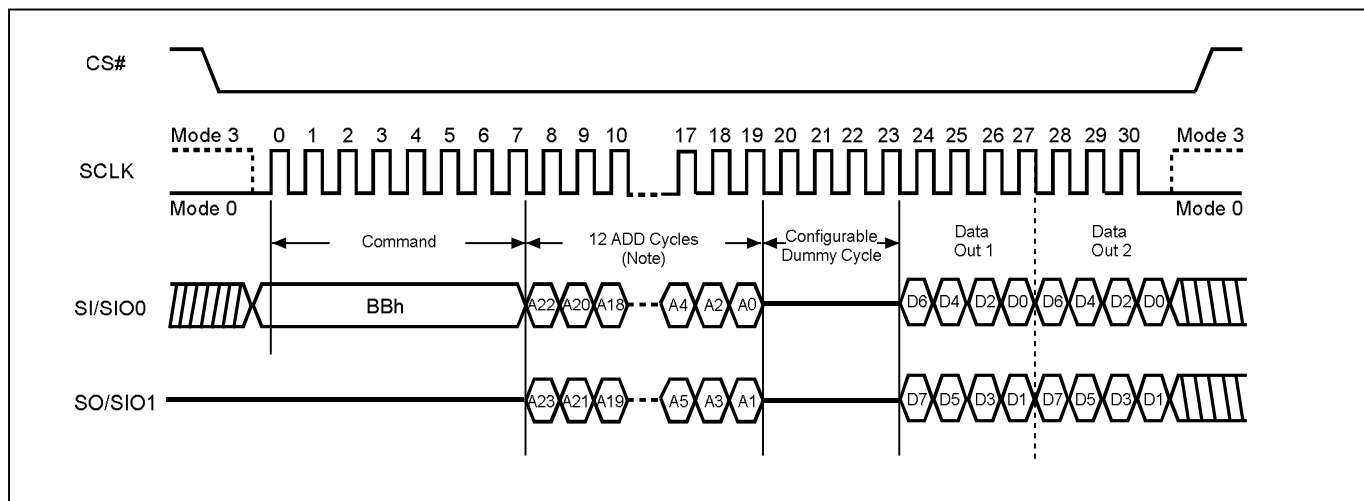 CS#
Mode 3 0 1 2 3 4 5 6 7 8 9 10 17 18 19 20 21 22 23 24 25 26 27 28 29 30 Mode 3
SCLK
Mode 0 Mode 0
Command 12 ADD Cycles (Note) Configurable Dummy Cycle Data Out 1 Data Out 2
SI/SIO0 BBh A22 A20 A18 A4 A2 A0 D6 D4 D2 D0 D6 D4 D2 D0
SO/SIO1 A23 A21 A19 A5 A3 A1 D7 D5 D3 D1 D7 D5 D3 D1